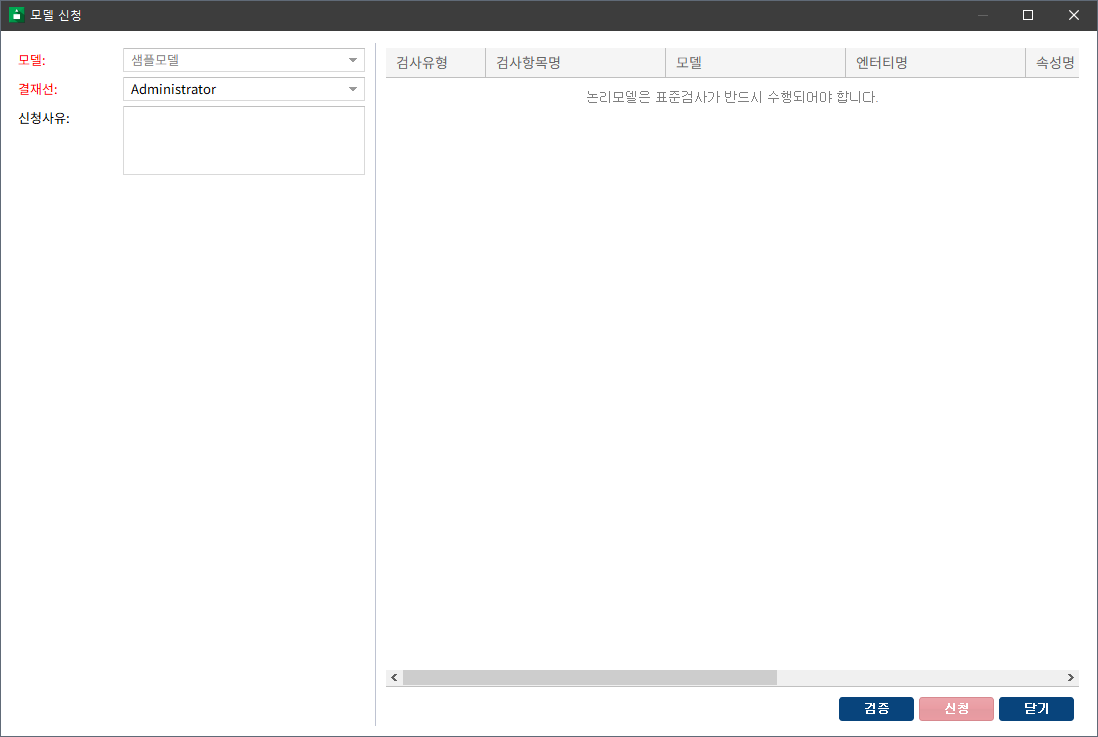 모델 신청
모델: 샘플모델
결재선: Administrator
신청사유:
검사유형 검사항목명 모델 엔터티명 속성명
논리모델은 표준검사가 반드시 수행되어야 합니다.
검증 신청 닫기